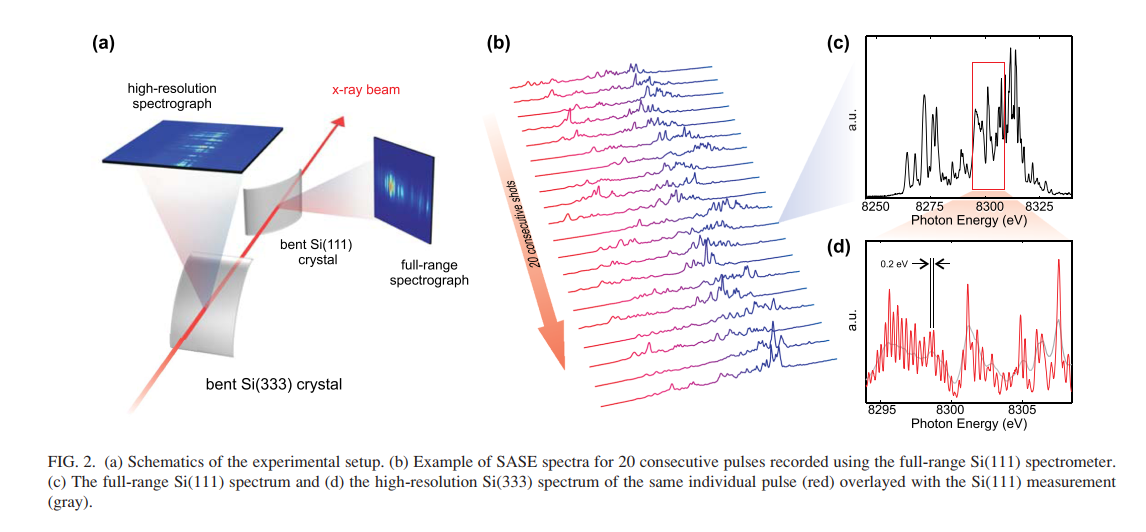 (a)
high-resolution
spectrograph
x-ray beam
bent Si(111)
crystal
full-range
spectrograph
bent Si(333) crystal
(b)
20 consecutive shots
(c)
a.u.
8250 8275 8300 8325
Photon Energy (eV)
(d)
0.2 eV
a.u.
8295 8300 8305
Photon Energy (eV)
FIG. 2. (a) Schematics of the experimental setup. (b) Example of SASE spectra for 20 consecutive pulses recorded using the full-range Si(111) spectrometer.
(c) The full-range Si(111) spectrum and (d) the high-resolution Si(333) spectrum of the same individual pulse (red) overlayed with the Si(111) measurement
(gray).